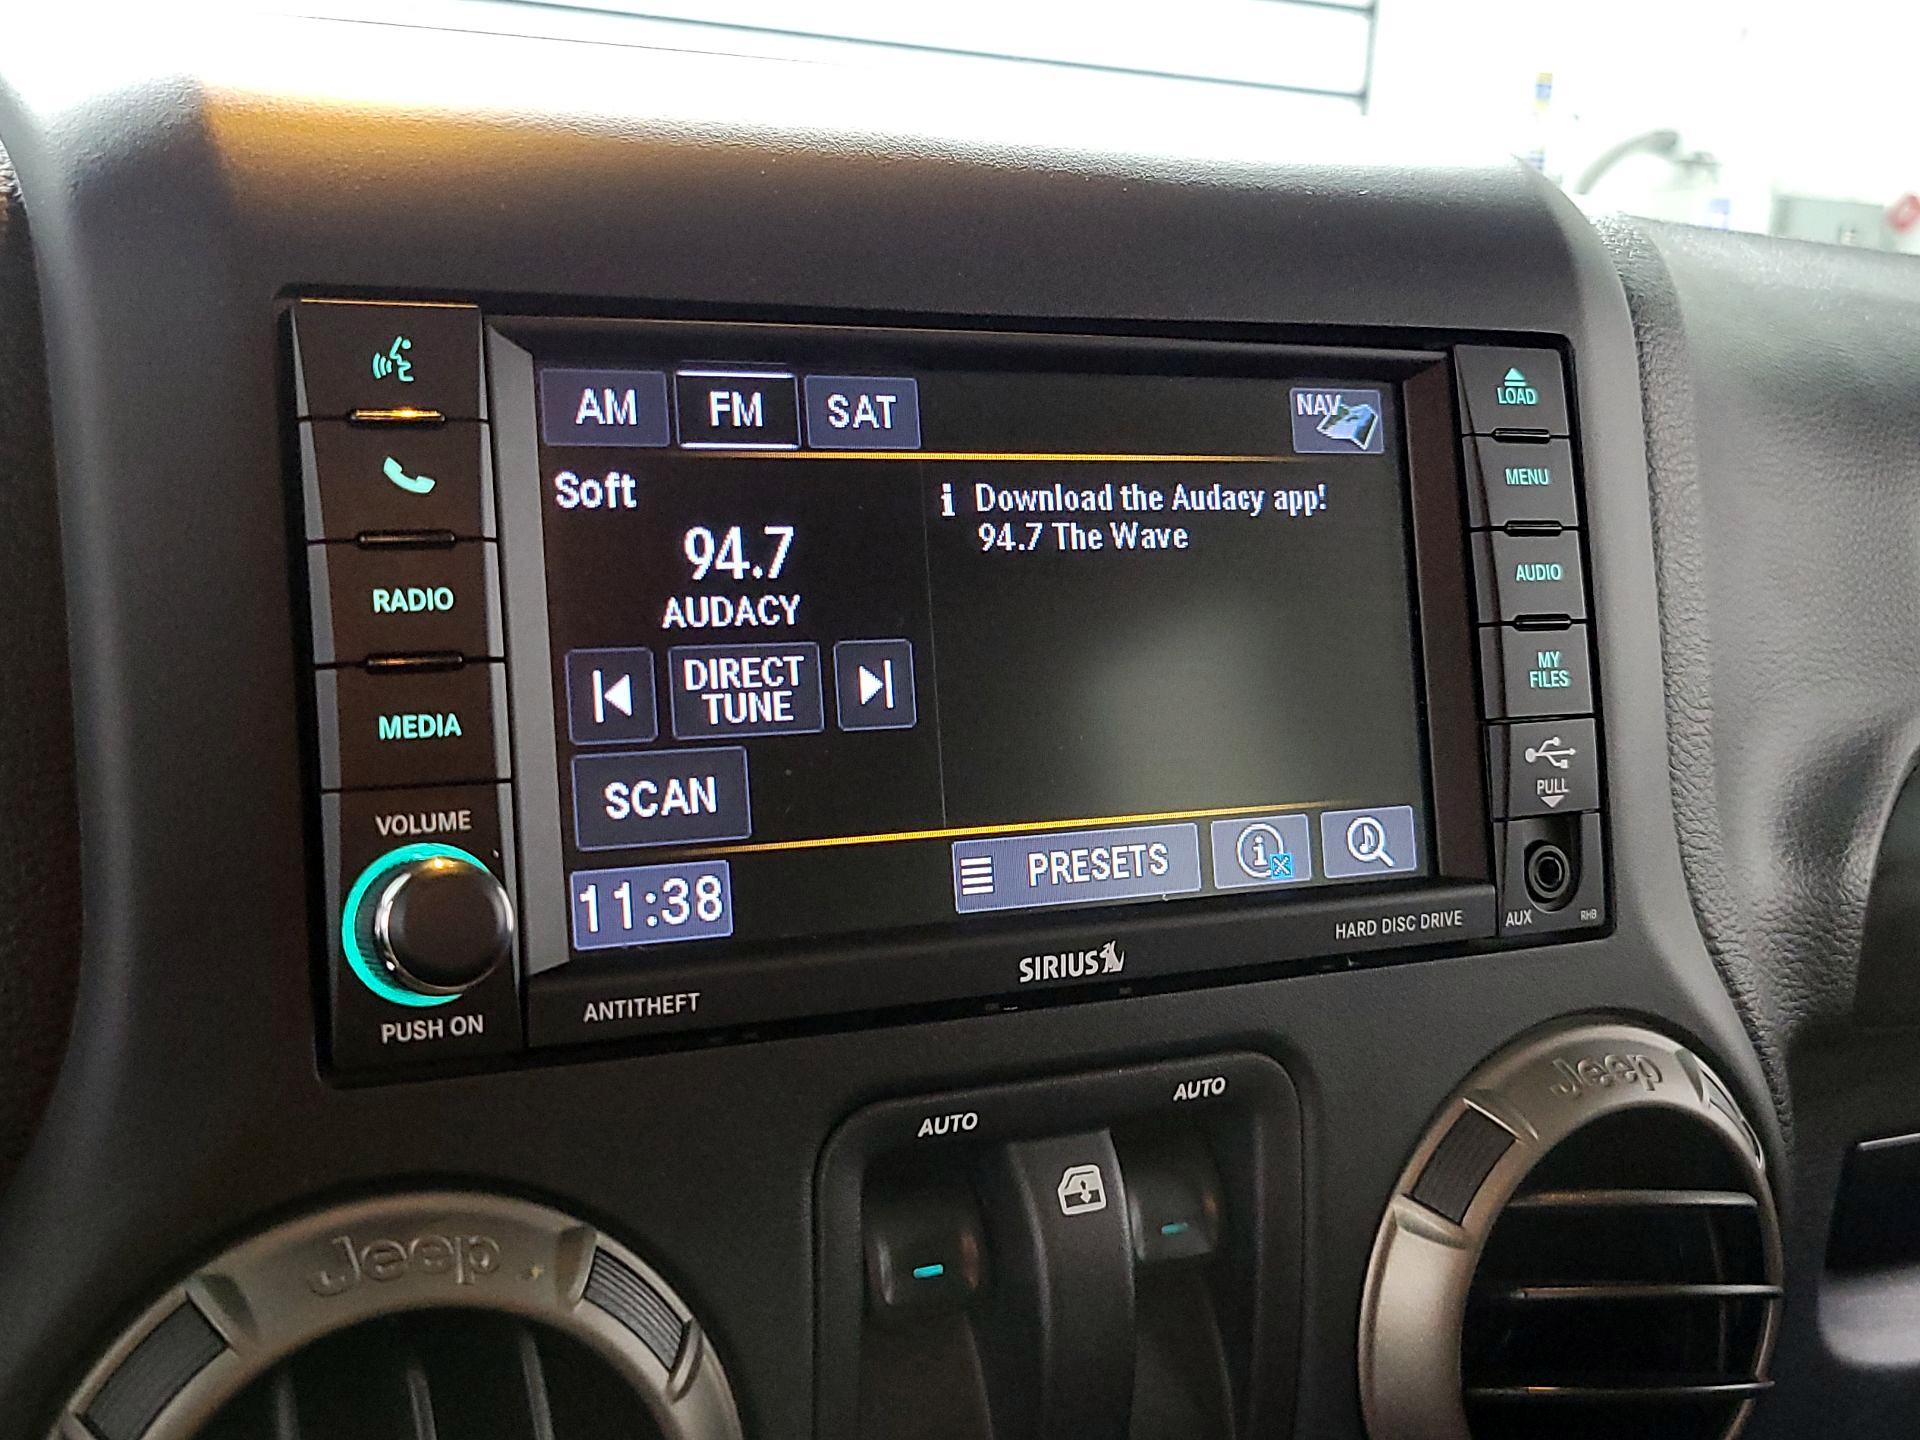 AM
FM
SAT
NAV
Soft
94.7
AUDACY
DIRECT
TUNE
SCAN
11:38
i Download the Audacy app!
94.7 The Wave
PRESETS
i
RADIO
MEDIA
VOLUME
PUSH ON
LOAD
MENU
AUDIO
MY
FILES
PULL
AUX
RHB
HARD DISC DRIVE
SIRIUS
ANTITHEFT
AUTO
AUTO
Jeep
Jeep